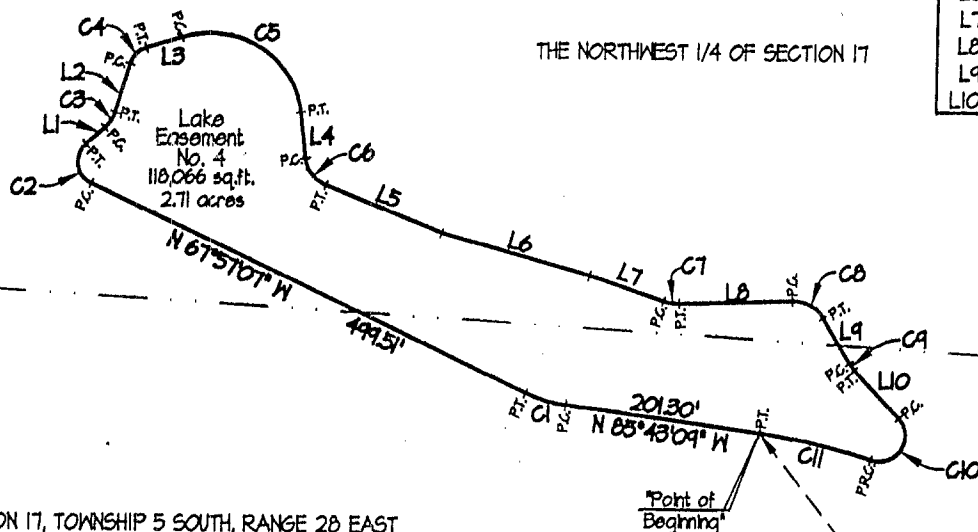 L7
L8
L9
L10
THE NORTHWEST 1/4 OF SECTION 17
C4
P.T.
P.C.
L3
C5
P.C.
L2
C3
P.T.
P.C.
L1
P.T.
C2
P.C.
Lake
Easement
No. 4
118,066 sq.ft.
2.71 acres
P.T.
L4
P.C.
C6
P.T.
L5
L6
L7
C7
P.C.
P.T.
L8
P.C.
C8
P.T.
L9
C9
P.C.
P.T.
L10
P.C.
C10
N 67°57'07" W
499.51'
P.T.
C1
P.C.
201.30'
N 85°43'09" W
P.T.
C11
P.R.C.
"Point of
Beginning"
ON 17, TOWNSHIP 5 SOUTH, RANGE 28 EAST